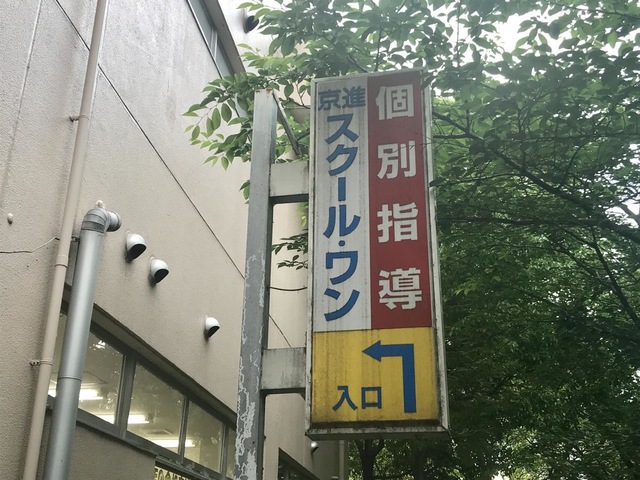 個別指導
京進
スクール・ワン
入口